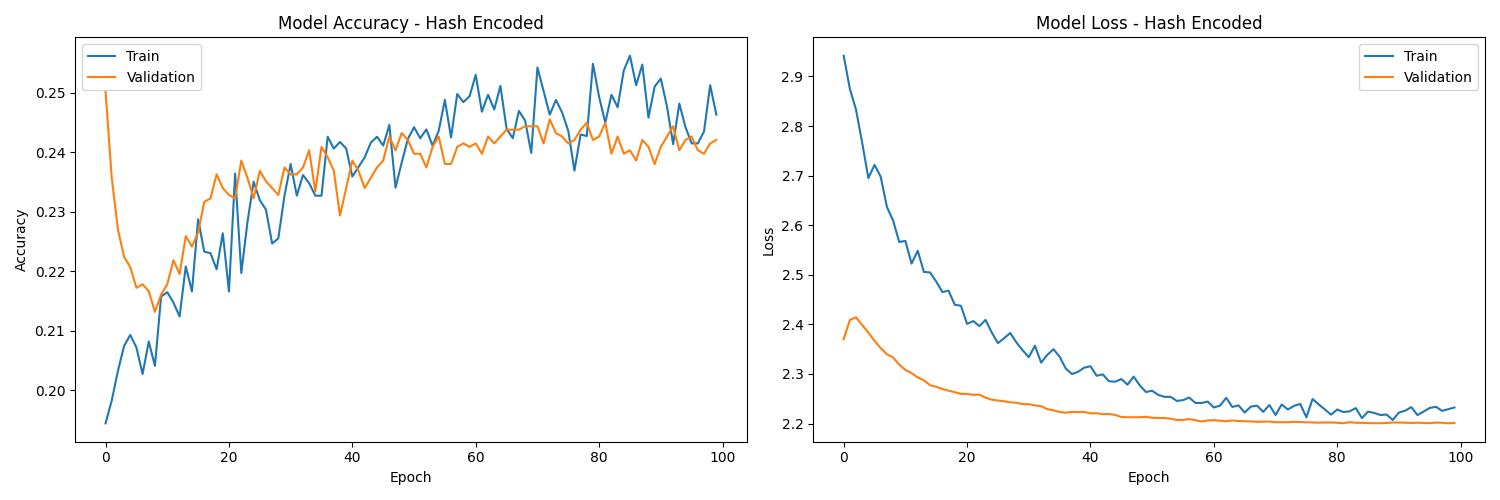 Model Accuracy - Hash Encoded
Train
Validation
0.25
0.24
0.23
0.22
0.21
0.20
Accuracy
0
20
40
60
80
100
Epoch
Model Loss - Hash Encoded
Train
Validation
2.9
2.8
2.7
2.6
2.5
2.4
2.3
2.2
Loss
0
20
40
60
80
100
Epoch